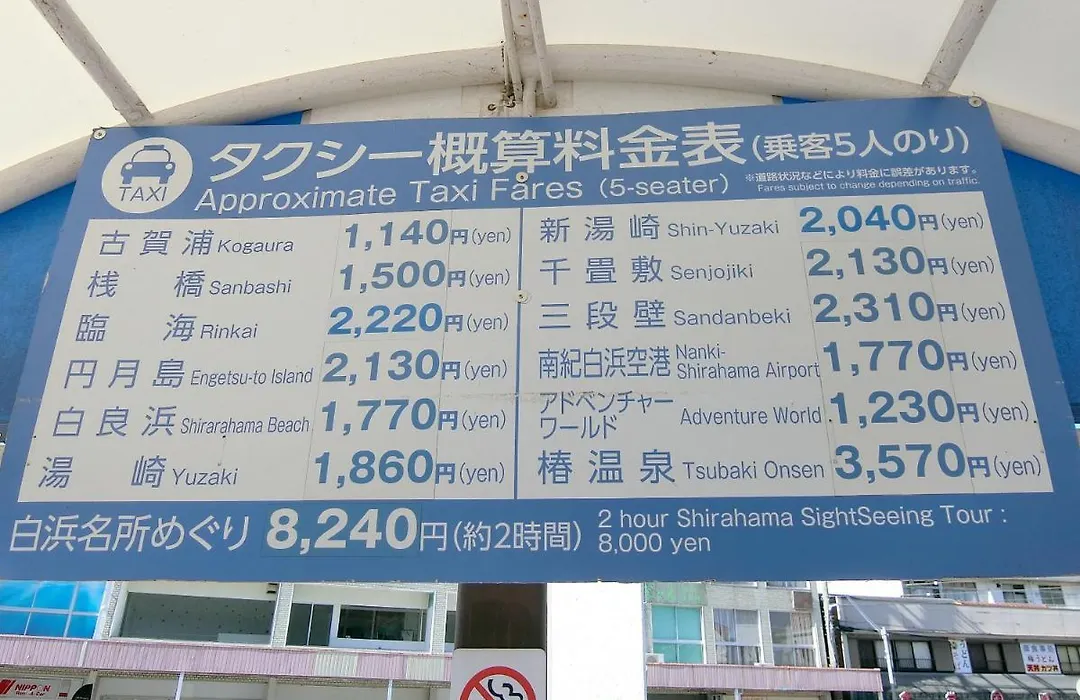 タクシー概算料金表(乗客5人のり)
TAXI
Approximate Taxi Fares (5-seater)
※道路状況などにより料金に誤差があります。
Fares subject to change depending on traffic.
古賀浦 Kogaura 1,140円(yen)
桟橋 Sanbashi 1,500円(yen)
臨海 Rinkai 2,220円(yen)
円月島 Engetsu-to Island 2,130円(yen)
白良浜 Shirarahama Beach 1,770円(yen)
湯崎 Yuzaki 1,860円(yen)
新湯崎 Shin-Yuzaki 2,040円(yen)
千畳敷 Senjojiki 2,130円(yen)
三段壁 Sandanbeki 2,310円(yen)
南紀白浜空港 Nanki-
Shirahama Airport 1,770円(yen)
アドベンチャー
ワールド Adventure World 1,230円(yen)
椿温泉 Tsubaki Onsen 3,570円(yen)
白浜名所めぐり 8,240円(約2時間)
2 hour Shirahama SightSeeing Tour :
8,000 yen
NIPPON